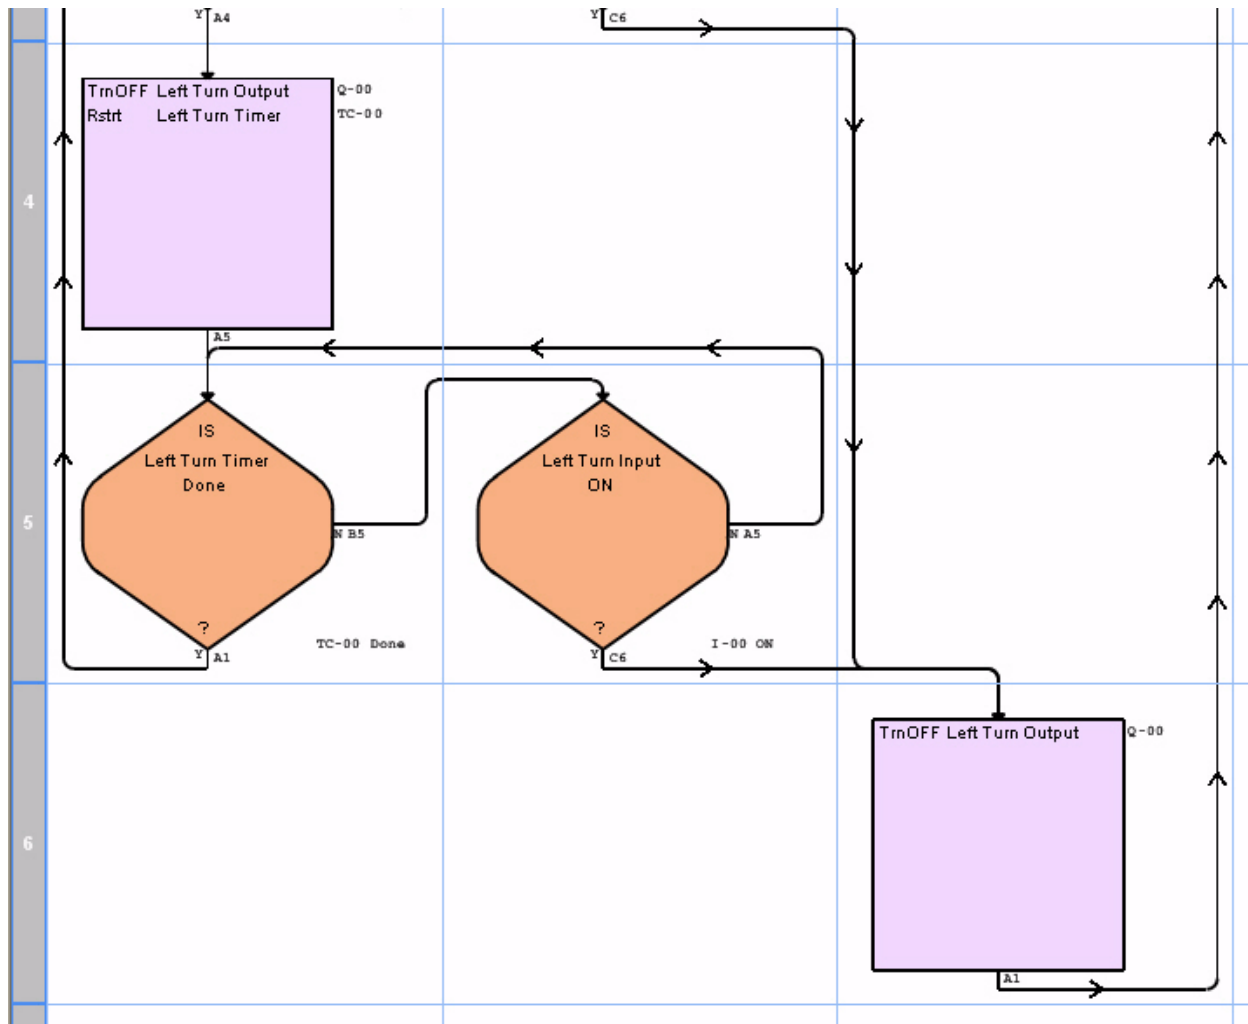 Y A4
Y C6
TrnOFF Left Turn Output Q-00
Rstrt Left Turn Timer TC-00
4
A5
IS
Left Turn Timer
Done
N B5
?
Y A1
TC-00 Done
IS
Left Turn Input
ON
N A5
?
Y C6
I-00 ON
5
TrnOFF Left Turn Output Q-00
6
A1